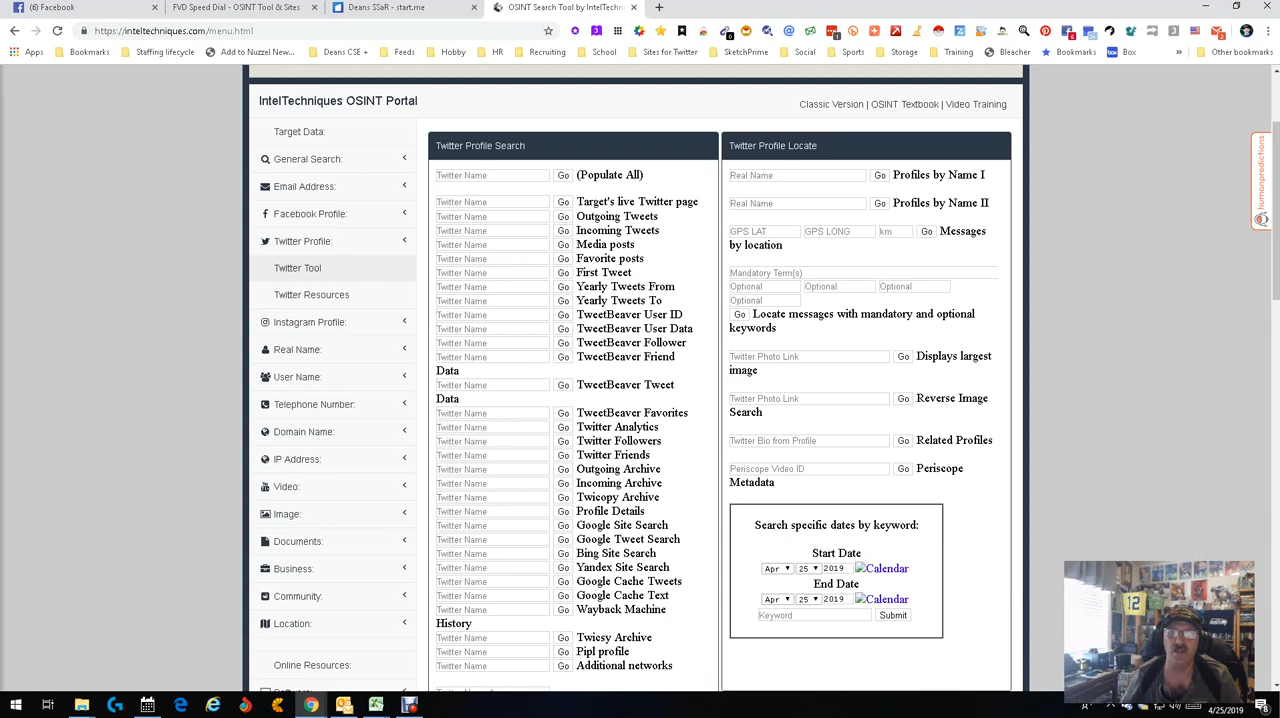 (6) Facebook
FVD Speed Dial - OSINT Tool & Sites
Deans SSaR - start.me
OSINT Search Tool by IntelTechn
https://inteltechniques.com/menu.html
Apps
Bookmarks
Staffing lifecycle
Add to Nuzzel New...
Deans CSE
Feeds
Hobby
HR
Recruiting
School
Sites for Twitter
SketchPrime
Social
Sports
Storage
Training
Bleacher
Bookmarks
Box
»
Other bookmarks
IntelTechniques OSINT Portal
Classic Version | OSINT Textbook | Video Training
Target Data:
General Search:
Email Address:
Facebook Profile:
Twitter Profile:
Twitter Tool
Twitter Resources
Instagram Profile:
Real Name:
User Name:
Telephone Number:
Domain Name:
IP Address:
Video:
Image:
Documents:
Business:
Community:
Location:
Online Resources:
Twitter Profile Search
Twitter Name Go (Populate All)
Twitter Name Go Target's live Twitter page
Twitter Name Go Outgoing Tweets
Twitter Name Go Incoming Tweets
Twitter Name Go Media posts
Twitter Name Go Favorite posts
Twitter Name Go First Tweet
Twitter Name Go Yearly Tweets From
Twitter Name Go Yearly Tweets To
Twitter Name Go TweetBeaver User ID
Twitter Name Go TweetBeaver User Data
Twitter Name Go TweetBeaver Follower
Twitter Name Go TweetBeaver Friend
Data
Twitter Name Go TweetBeaver Tweet
Data
Twitter Name Go TweetBeaver Favorites
Twitter Name Go Twitter Analytics
Twitter Name Go Twitter Followers
Twitter Name Go Twitter Friends
Twitter Name Go Outgoing Archive
Twitter Name Go Incoming Archive
Twitter Name Go Twicopy Archive
Twitter Name Go Profile Details
Twitter Name Go Google Site Search
Twitter Name Go Google Tweet Search
Twitter Name Go Bing Site Search
Twitter Name Go Yandex Site Search
Twitter Name Go Google Cache Tweets
Twitter Name Go Google Cache Text
Twitter Name Go Wayback Machine
History
Twitter Name Go Twicsy Archive
Twitter Name Go Pipl profile
Twitter Name Go Additional networks
Twitter Profile Locate
Real Name Go Profiles by Name I
Real Name Go Profiles by Name II
GPS LAT GPS LONG km Go Messages
by location
Mandatory Term(s)
Optional Optional Optional
Optional
Go Locate messages with mandatory and optional
keywords
Twitter Photo Link Go Displays largest
image
Twitter Photo Link Go Reverse Image
Search
Twitter Bio from Profile Go Related Profiles
Periscope Video ID Go Periscope
Metadata
Search specific dates by keyword:
Start Date
Apr 25 2019 Calendar
End Date
Apr 25 2019 Calendar
Keyword Submit
humanpredictions
12
4/25/2019